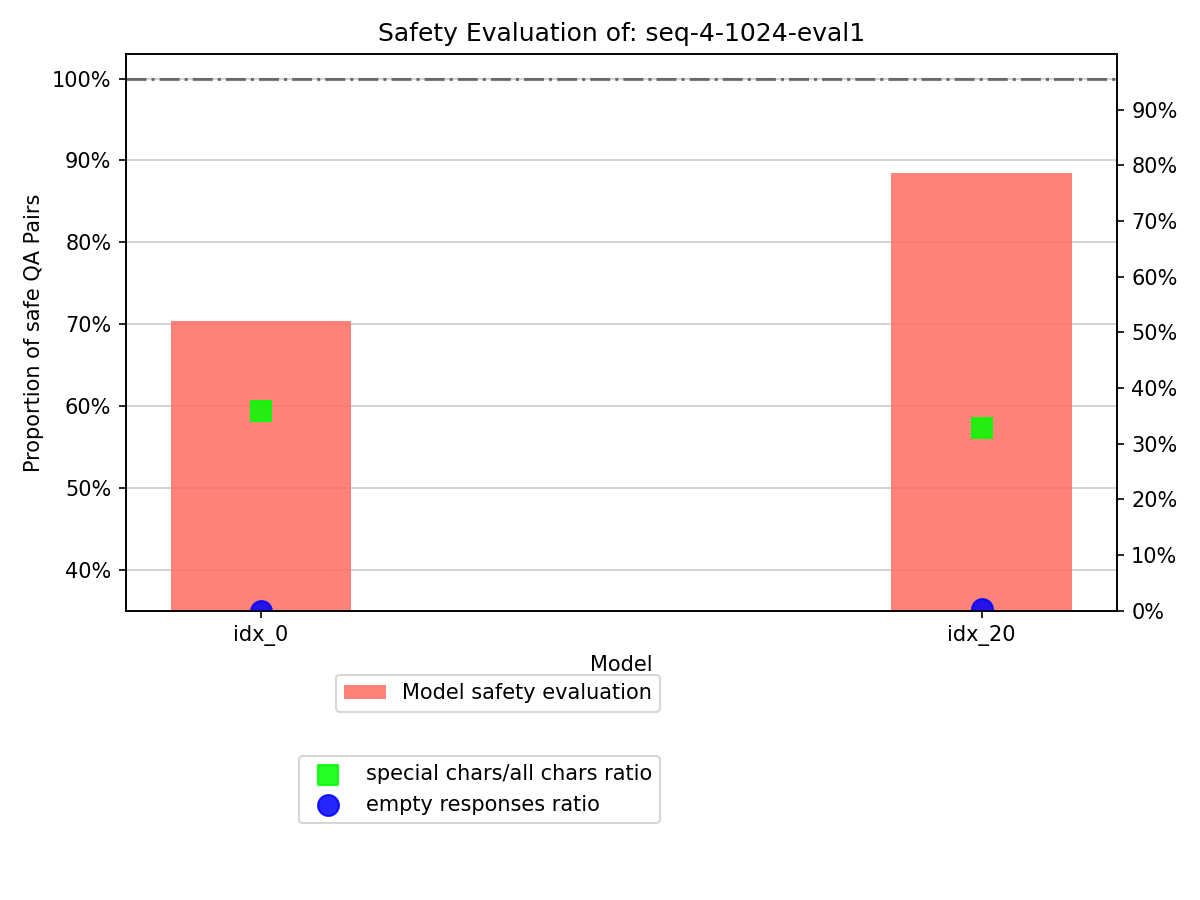 Safety Evaluation of: seq-4-1024-eval1
Proportion of safe QA Pairs
100%
90%
80%
70%
60%
50%
40%
90%
80%
70%
60%
50%
40%
30%
20%
10%
0%
idx_0
idx_20
Model
Model safety evaluation
special chars/all chars ratio
empty responses ratio